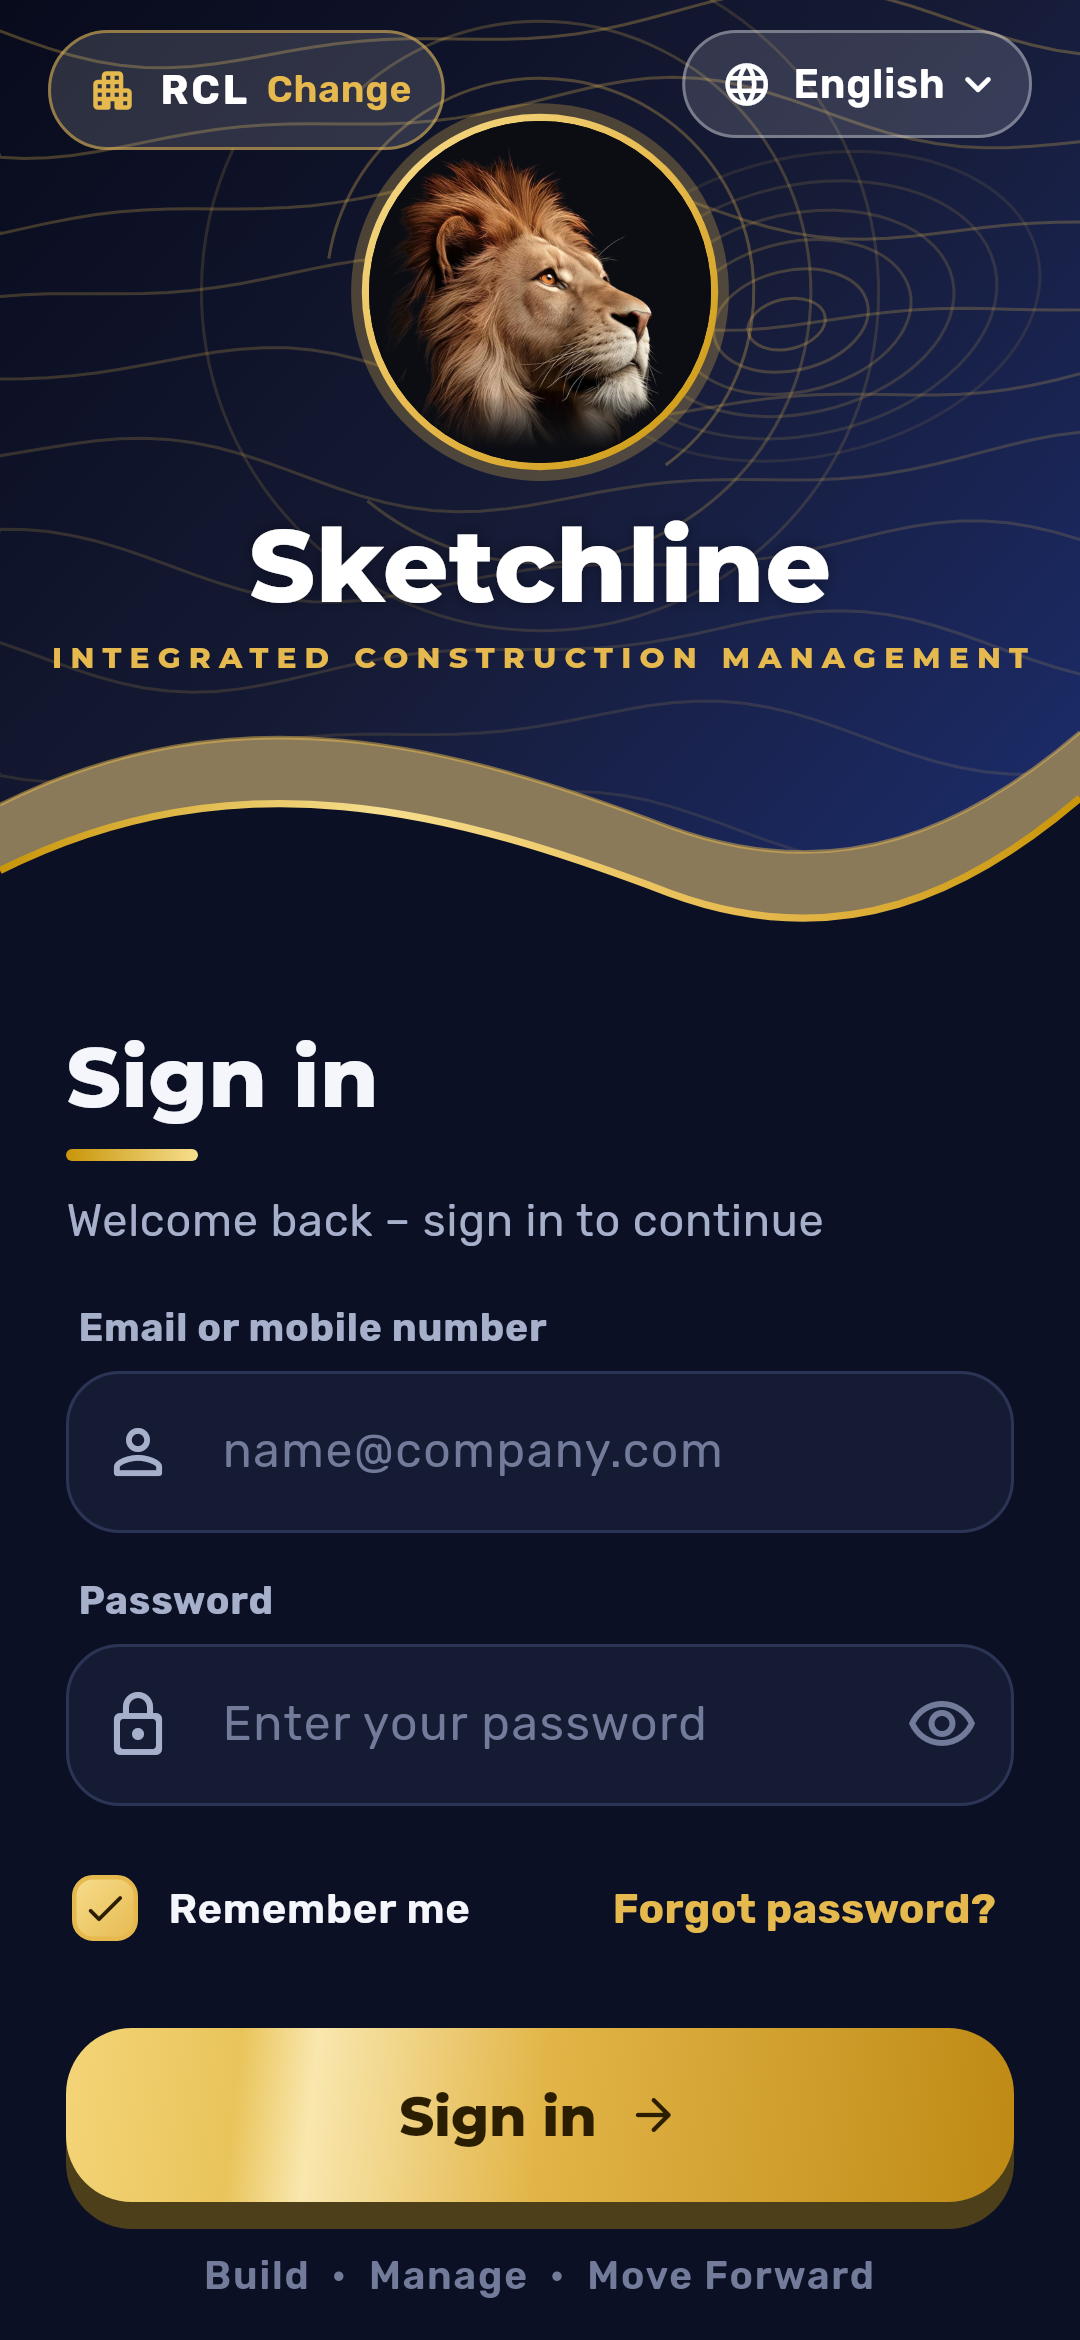 RCL Change
English
Sketchline
INTEGRATED CONSTRUCTION MANAGEMENT
Sign in
Welcome back – sign in to continue
Email or mobile number
name@company.com
Password
Enter your password
Remember me
Forgot password?
Sign in →
Build • Manage • Move Forward